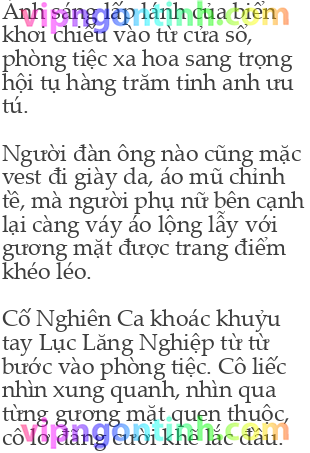 Ánh sáng lấp lánh của biển
khơi chiếu vào từ cửa sổ,
phòng tiệc xa hoa sang trọng
hội tụ hàng trăm tinh anh ưu
tú.
Người đàn ông nào cũng mặc
vest đi giày da, áo mũ chỉnh
tề, mà người phụ nữ bên cạnh
lại càng váy áo lộng lẫy với
gương mặt được trang điểm
khéo léo.
Cố Nghiên Ca khoác khuỷu
tay Lục Lăng Nghiệp từ từ
bước vào phòng tiệc. Cô liếc
nhìn xung quanh, nhìn qua
từng gương mặt quen thuộc,
cô lơ đãng cười khẽ lắc đầu.
vipngontinh.com
vipngontinh.com